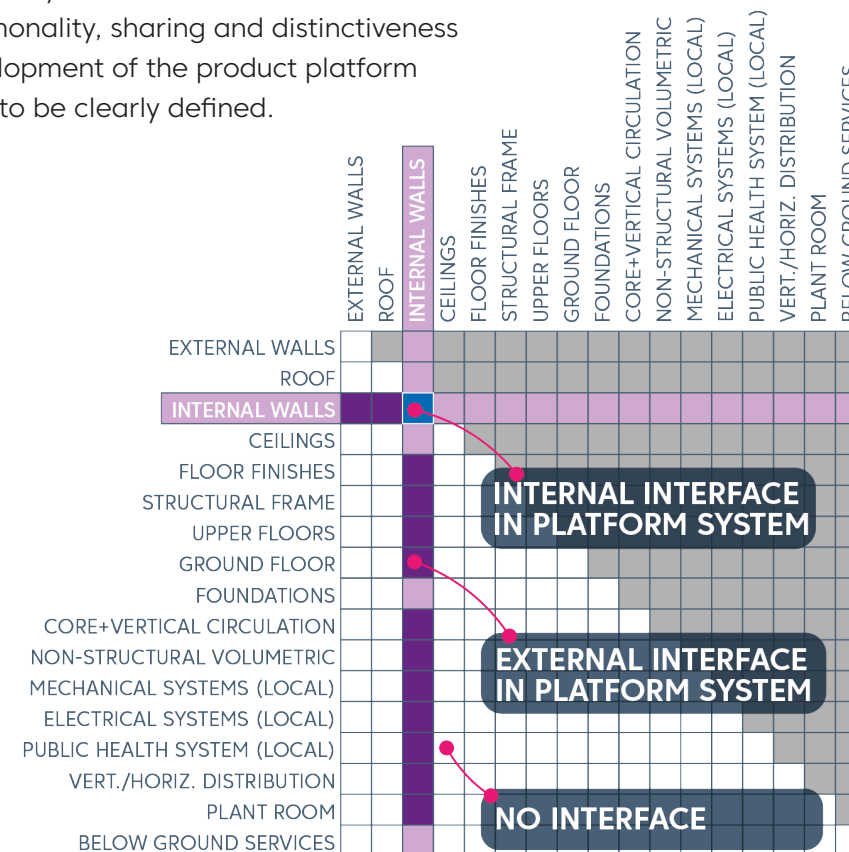 sharing and distinctiveness
of the product platform
to be clearly defined.
EXTERNAL WALLS
ROOF
INTERNAL WALLS
CEILINGS
FLOOR FINISHES
STRUCTURAL FRAME
UPPER FLOORS
GROUND FLOOR
FOUNDATIONS
CORE+VERTICAL CIRCULATION
NON-STRUCTURAL VOLUMETRIC
MECHANICAL SYSTEMS (LOCAL)
ELECTRICAL SYSTEMS (LOCAL)
PUBLIC HEALTH SYSTEM (LOCAL)
VERT./HORIZ. DISTRIBUTION
PLANT ROOM
BELOW GROUND SERVICES
EXTERNAL WALLS
ROOF
INTERNAL WALLS
CEILINGS
FLOOR FINISHES
STRUCTURAL FRAME
UPPER FLOORS
GROUND FLOOR
FOUNDATIONS
CORE+VERTICAL CIRCULATION
NON-STRUCTURAL VOLUMETRIC
MECHANICAL SYSTEMS (LOCAL)
ELECTRICAL SYSTEMS (LOCAL)
PUBLIC HEALTH SYSTEM (LOCAL)
VERT./HORIZ. DISTRIBUTION
PLANT ROOM
BELOW GROUND SERVICES
INTERNAL INTERFACE
IN PLATFORM SYSTEM
EXTERNAL INTERFACE
IN PLATFORM SYSTEM
NO INTERFACE